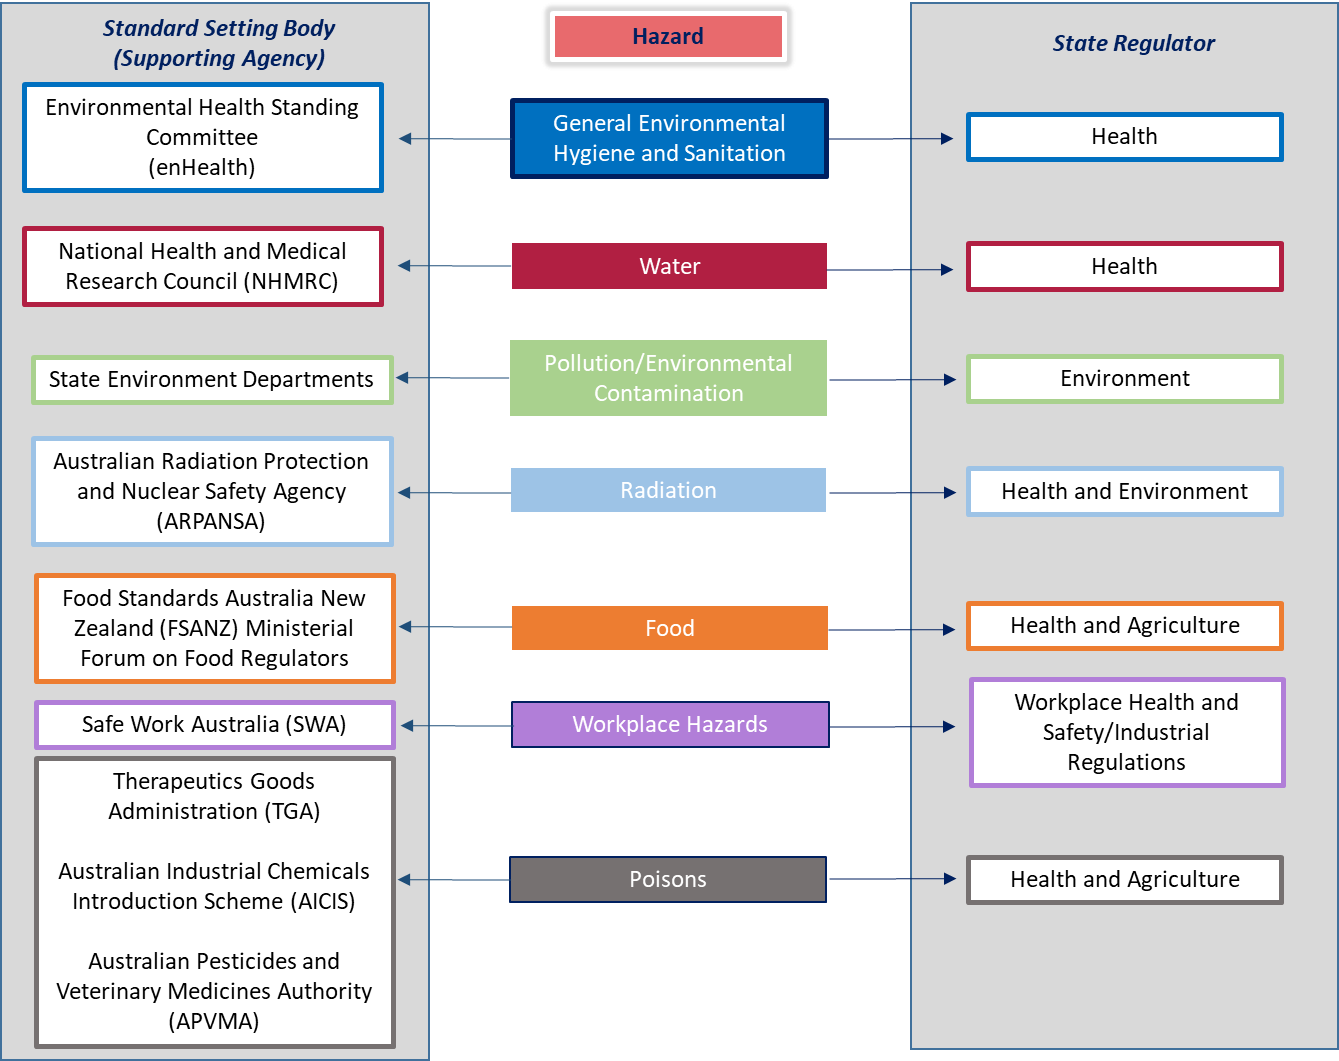 Standard Setting Body
(Supporting Agency)
Hazard
State Regulator
Environmental Health Standing
Committee
(enHealth)
General Environmental
Hygiene and Sanitation
Health
National Health and Medical
Research Council (NHMRC)
Water
Health
State Environment Departments
Pollution/Environmental
Contamination
Environment
Australian Radiation Protection
and Nuclear Safety Agency
(ARPANSA)
Radiation
Health and Environment
Food Standards Australia New
Zealand (FSANZ) Ministerial
Forum on Food Regulators
Food
Health and Agriculture
Safe Work Australia (SWA)
Workplace Hazards
Workplace Health and
Safety/Industrial
Regulations
Therapeutics Goods
Administration (TGA)
Australian Industrial Chemicals
Introduction Scheme (AICIS)
Australian Pesticides and
Veterinary Medicines Authority
(APVMA)
Poisons
Health and Agriculture